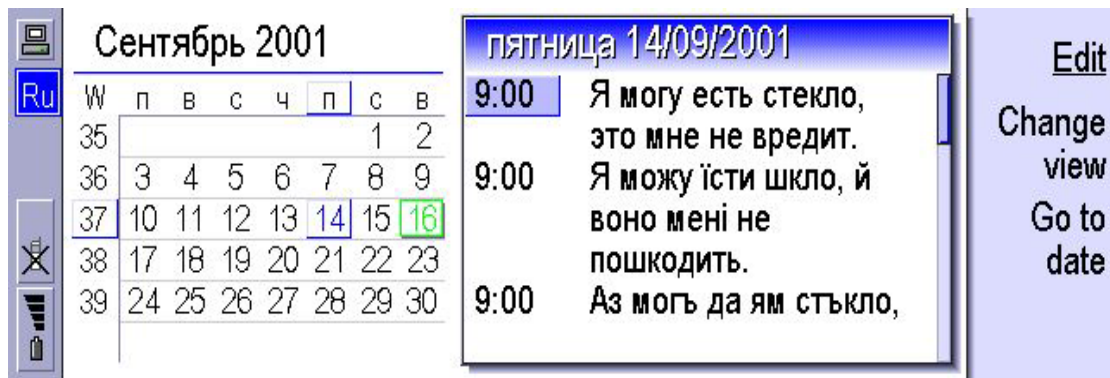 Ru
Сентябрь 2001
W п в с ч п с в
35 1 2
36 3 4 5 6 7 8 9
37 10 11 12 13 14 15 16
38 17 18 19 20 21 22 23
39 24 25 26 27 28 29 30
пятница 14/09/2001
9:00 Я могу есть стекло,
это мне не вредит.
9:00 Я можу їсти шкло, й
воно мені не
пошкодить.
9:00 Аз могъ да ям стъкло,
Edit
Change
view
Go to
date